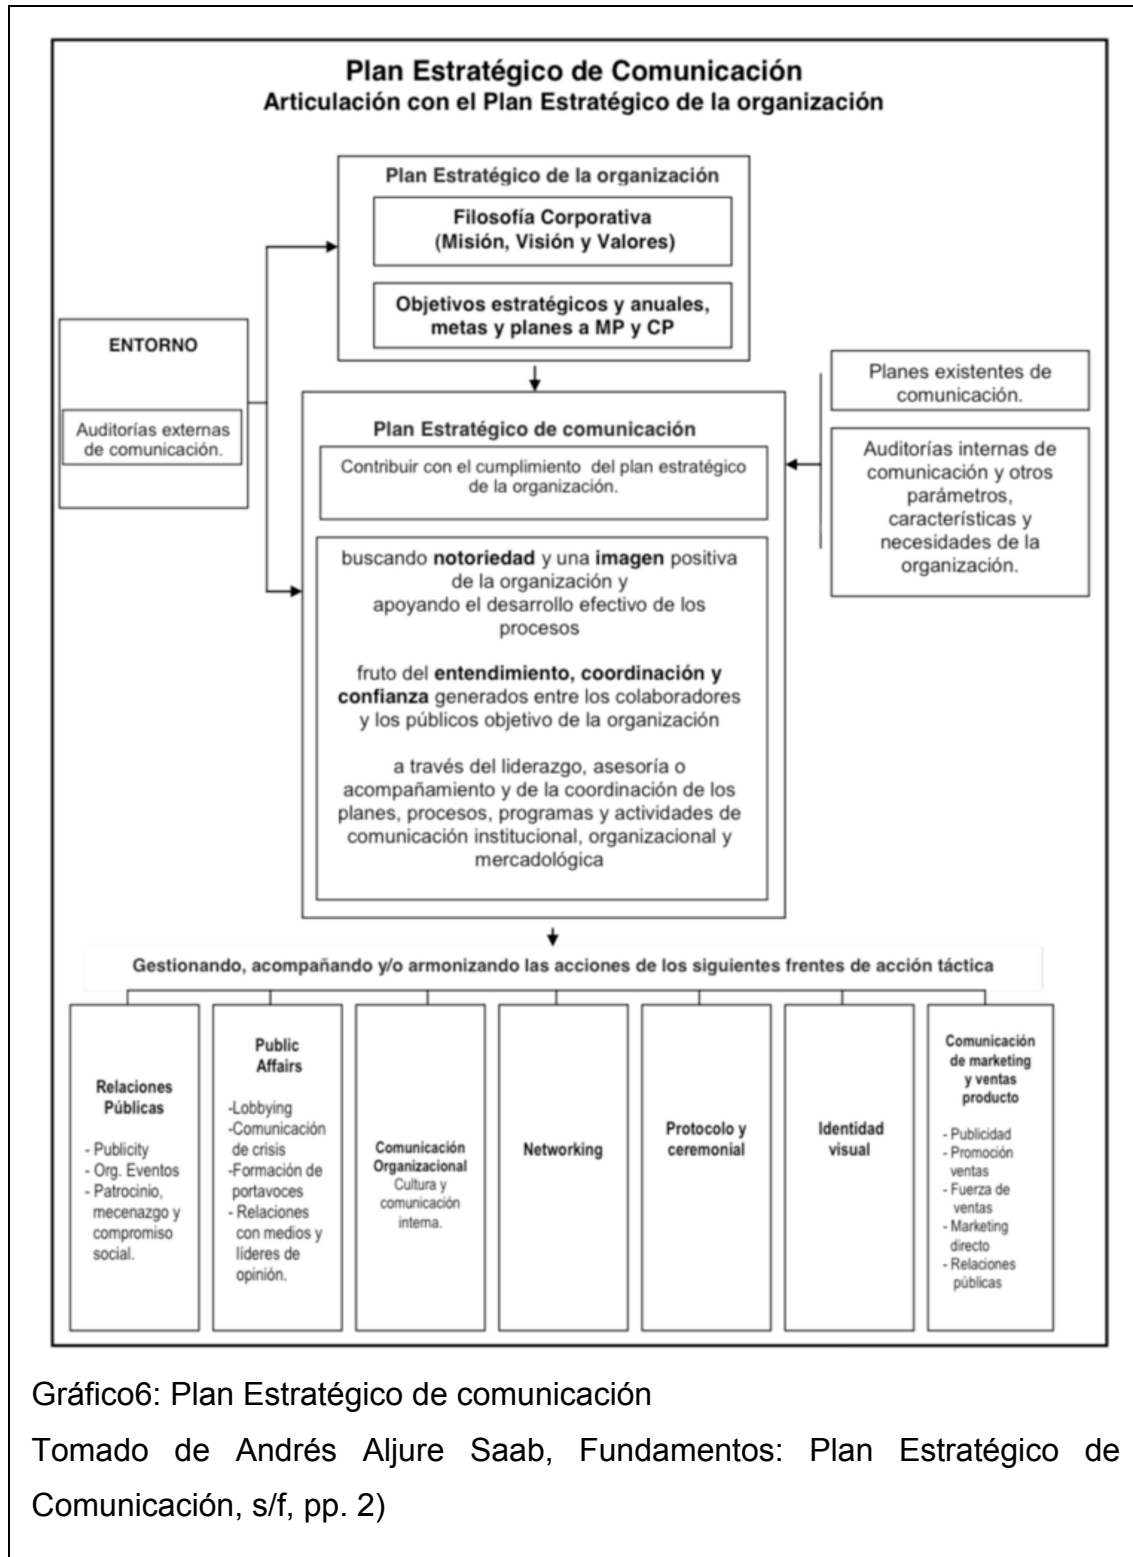 Plan Estratégico de Comunicación
Articulación con el Plan Estratégico de la organización
Plan Estratégico de la organización
Filosofía Corporativa
(Misión, Visión y Valores)
Objetivos estratégicos y anuales,
metas y planes a MP y CP
ENTORNO
Auditorías externas
de comunicación.
Planes existentes de
comunicación.
Auditorías internas de
comunicación y otros
parámetros,
características y
necesidades de la
organización.
Plan Estratégico de comunicación
Contribuir con el cumplimiento del plan estratégico
de la organización.
buscando notoriedad y una imagen positiva
de la organización y
apoyando el desarrollo efectivo de los
procesos
fruto del entendimiento, coordinación y
confianza generados entre los colaboradores
y los públicos objetivo de la organización
a través del liderazgo, asesoría o
acompañamiento y de la coordinación de los
planes, procesos, programas y actividades de
comunicación institucional, organizacional y
mercadológica
Gestionando, acompañando y/o armonizando las acciones de los siguientes frentes de acción táctica
Relaciones
Públicas
- Publicity
- Org. Eventos
- Patrocinio,
mecenazgo y
compromiso
social.
Public
Affairs
-Lobbying
-Comunicación
de crisis
-Formación de
portavoces
- Relaciones
con medios y
líderes de
opinión.
Comunicación
Organizacional
Cultura y
comunicación
interna.
Networking
Protocolo y
ceremonial
Identidad
visual
Comunicación
de marketing
y ventas
producto
- Publicidad
- Promoción
ventas
- Fuerza de
ventas
- Marketing
directo
- Relaciones
públicas
Gráfico6: Plan Estratégico de comunicación
Tomado de Andrés Aljure Saab, Fundamentos: Plan Estratégico de
Comunicación, s/f, pp. 2)